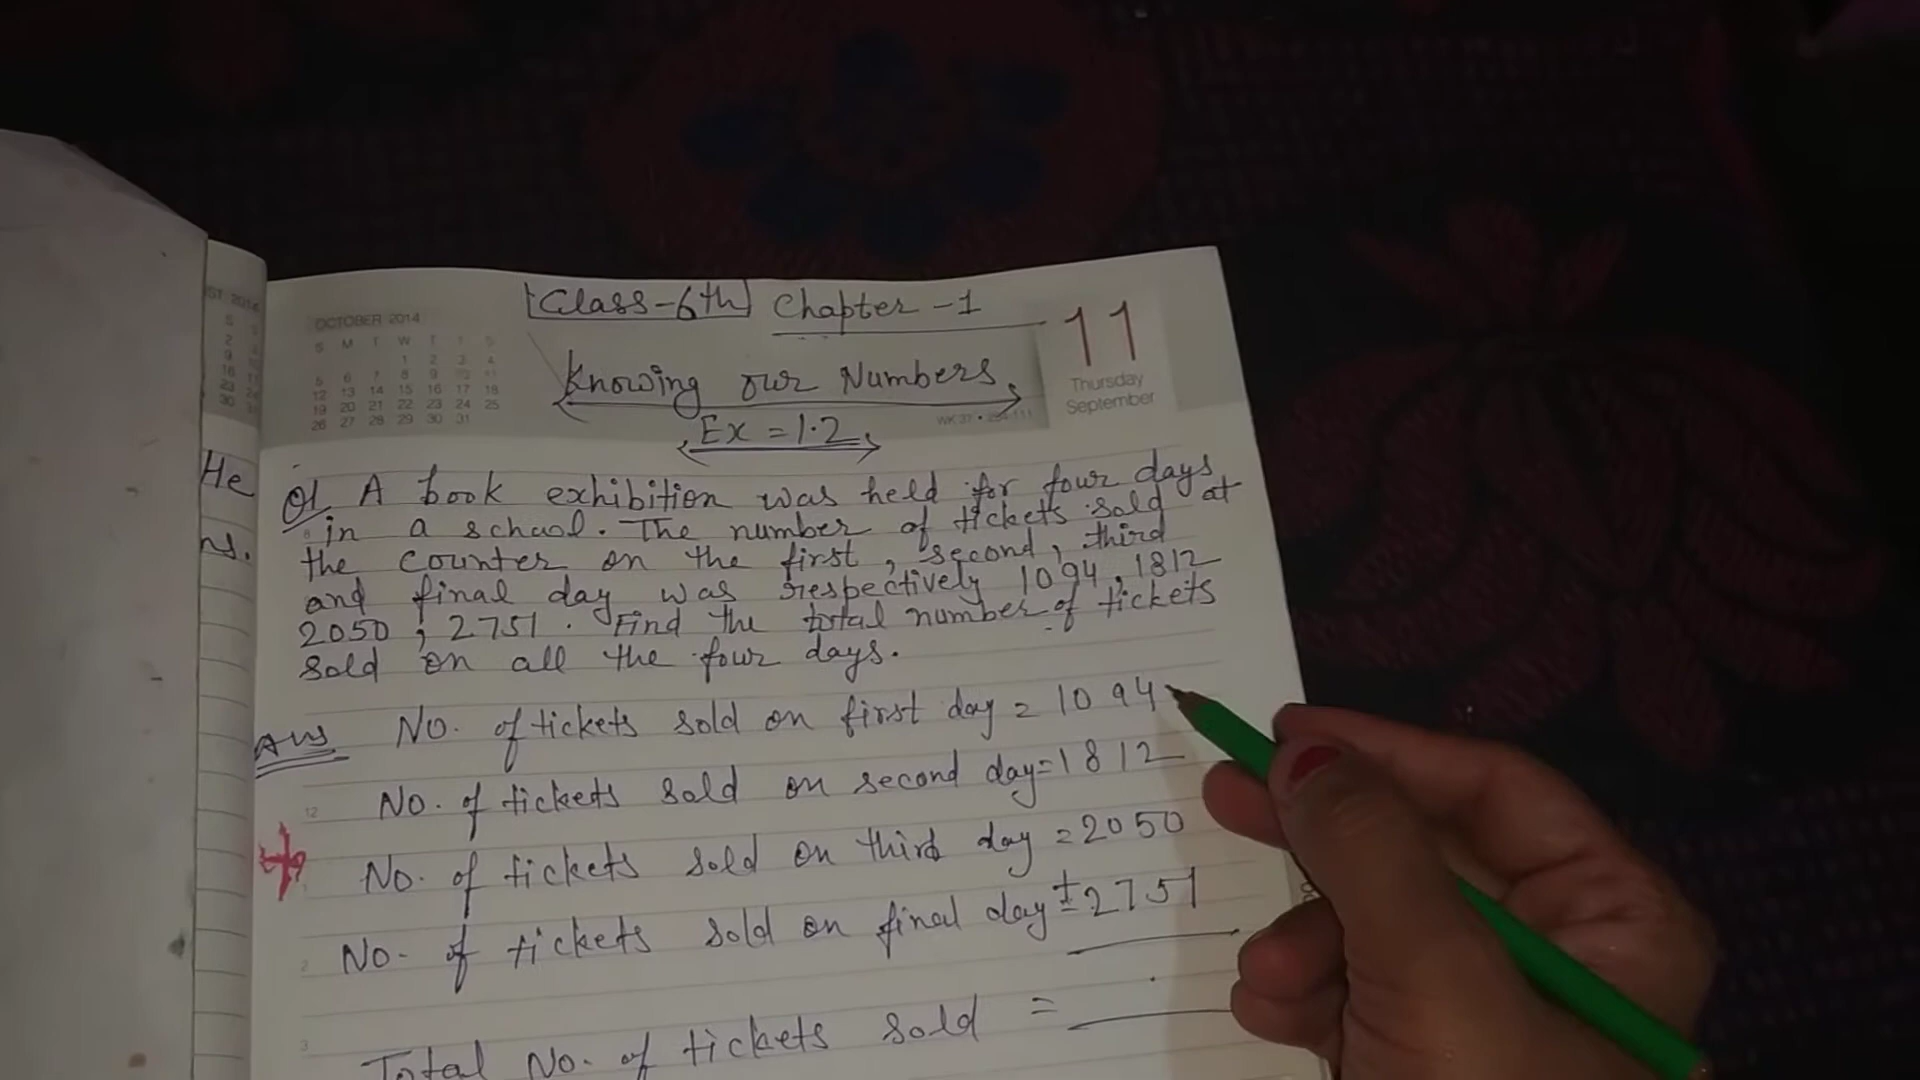 Class-6th Chapter-1
OCTOBER 2014
11
Thursday
September
Knowing our Numbers
Ex = 1.2
He
ns.
Q1 A book exhibition was held for four days
in a school. The number of tickets sold at
the counter on the first, second, third
and final day was respectively 1094, 1812
2050, 2751. Find the total number of tickets
sold on all the four days.
Ans No. of tickets sold on first day = 1094
No. of tickets sold on second day = 1812
No. of tickets sold on third day = 2050
No. of tickets sold on final day = + 2751
Total No. of tickets sold =